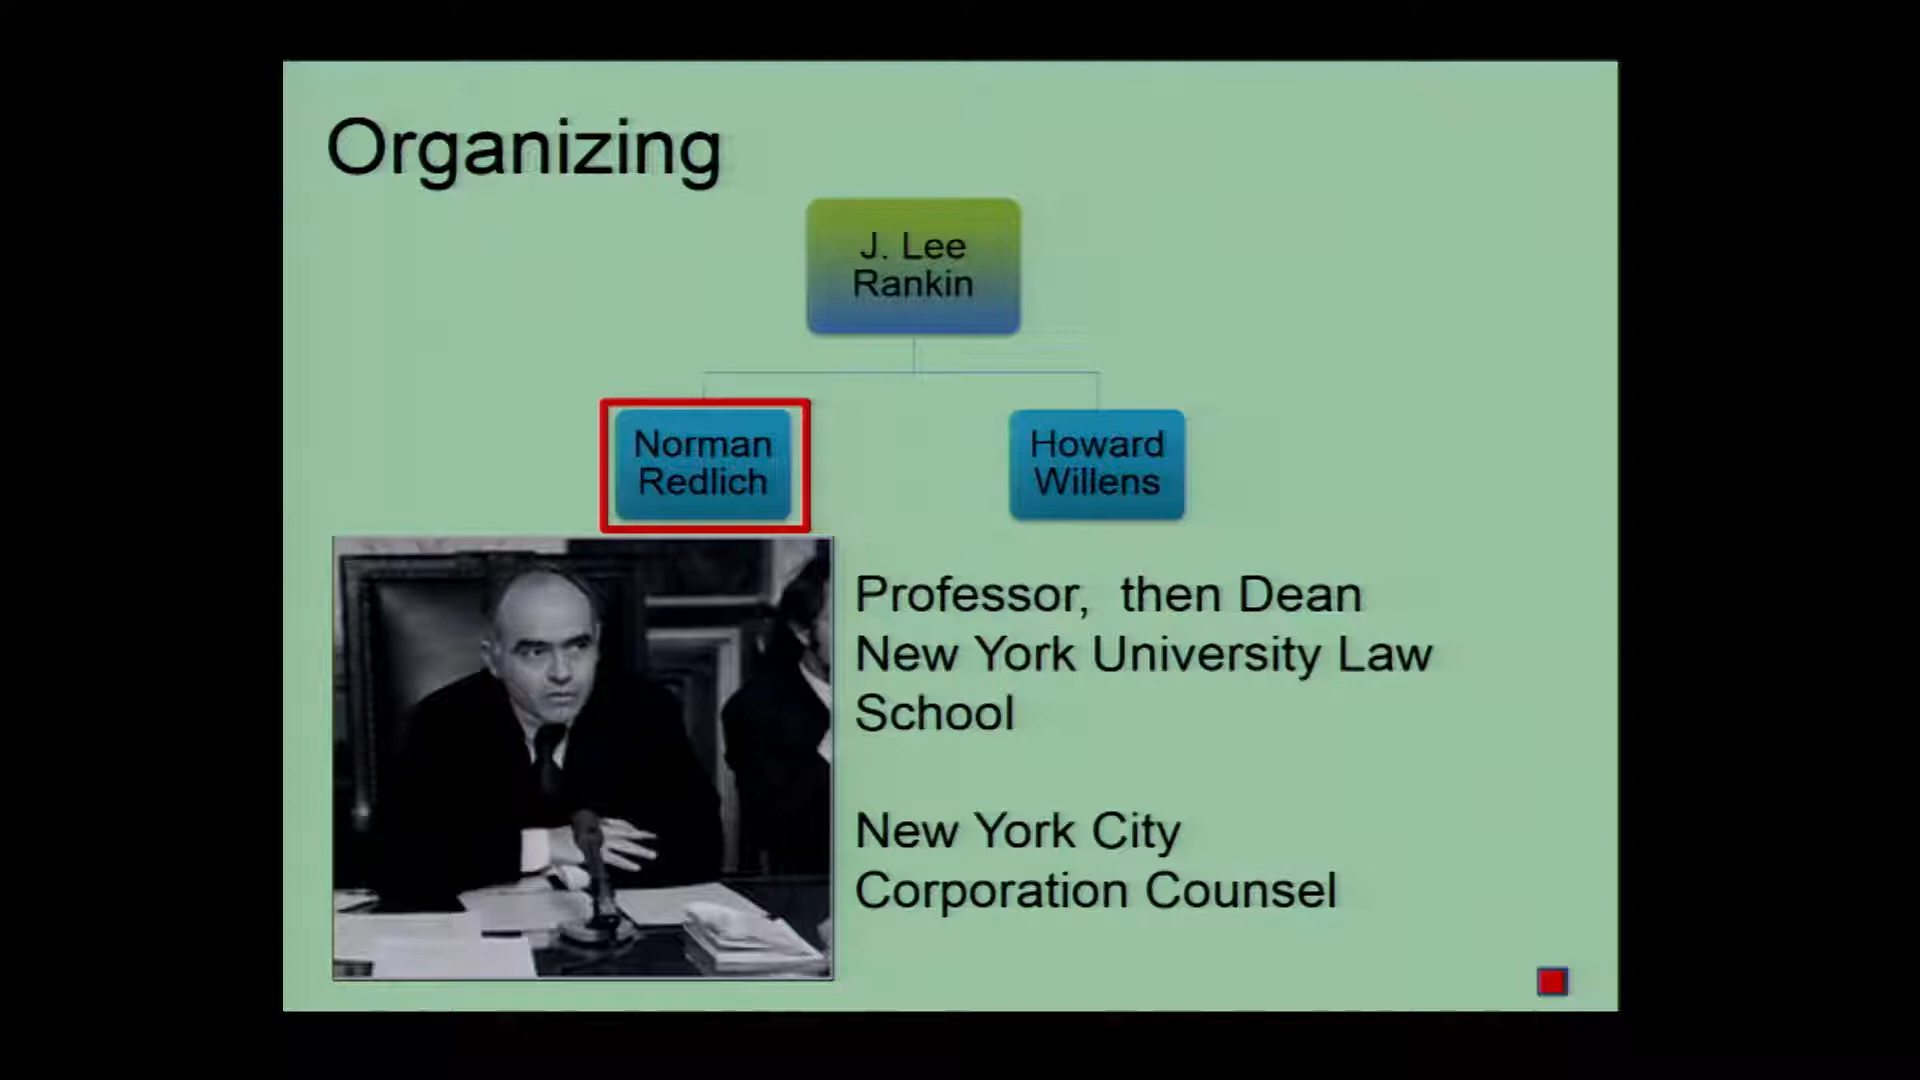 Organizing
J. Lee
Rankin
Norman
Redlich
Howard
Willens
Professor,  then Dean
New York University Law
School
New York City
Corporation Counsel